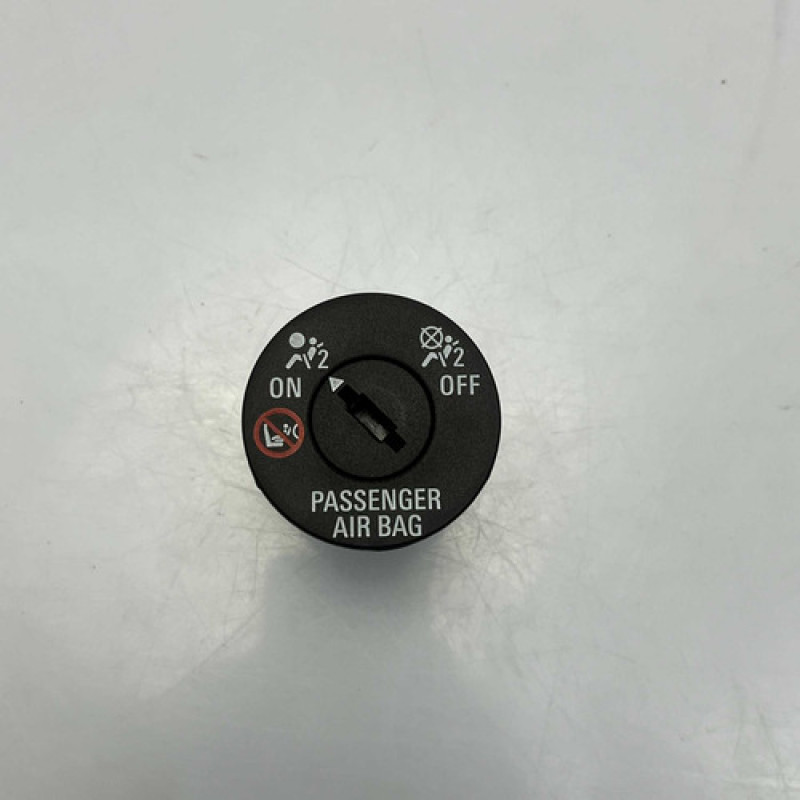 2 2
ON OFF
PASSENGER
AIR BAG